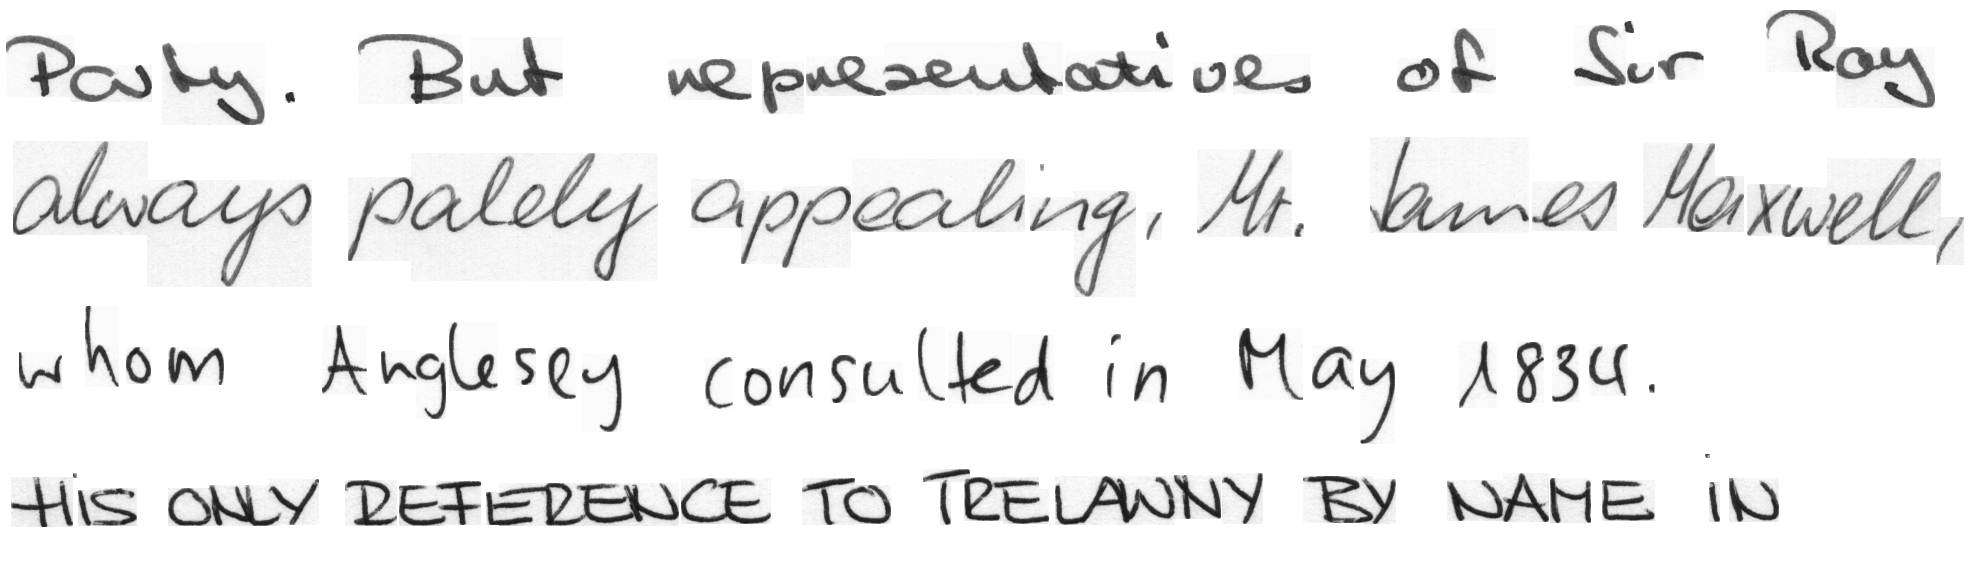 Party. But representatives of Sir Roy
always palely appealing, Mr. James Maxwell,
whom Anglesey consulted in May 1834.
HIS ONLY REFERENCE TO TRELAWNY BY NAME IN